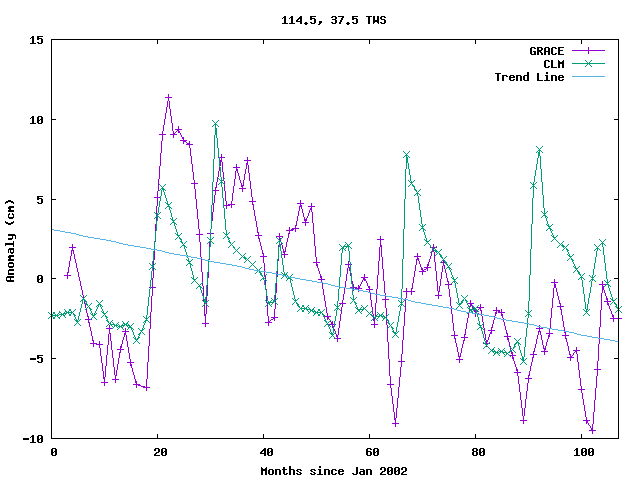 114.5, 37.5 TWS
GRACE
CLM
Trend Line
Anomaly (cm)
15
10
5
0
-5
-10
0 20 40 60 80 100
Months since Jan 2002